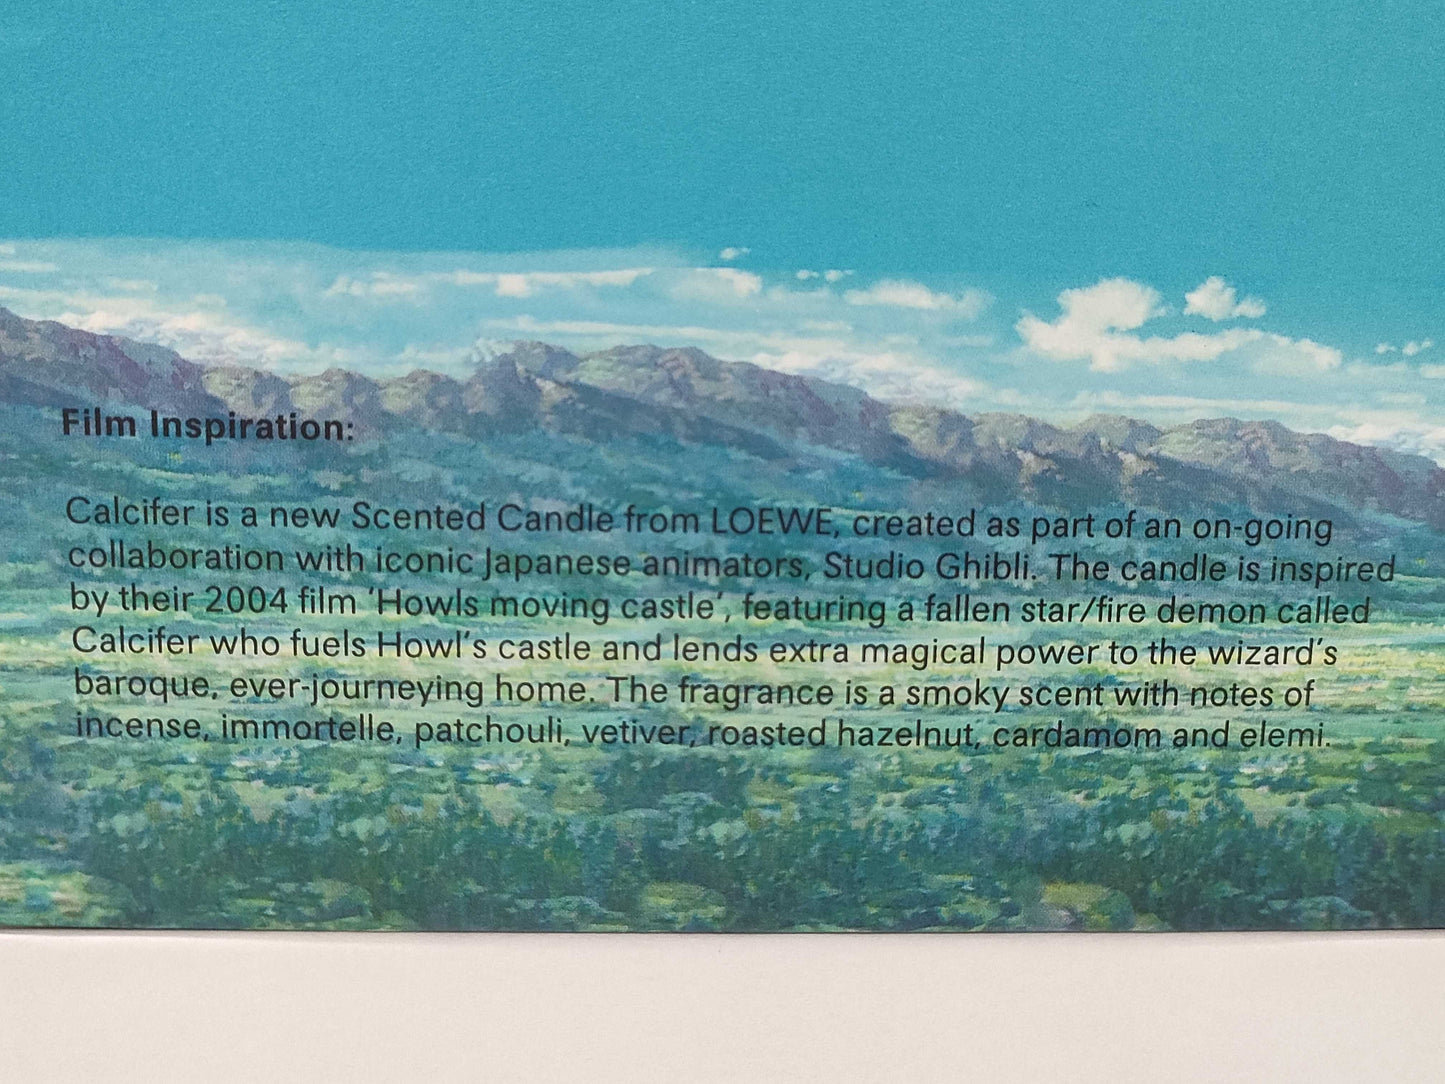 Film Inspiration:
Calcifer is a new Scented Candle from LOEWE, created as part of an on-going
collaboration with iconic Japanese animators, Studio Ghibli. The candle is inspired
by their 2004 film ‘Howls moving castle’, featuring a fallen star/fire demon called
Calcifer who fuels Howl’s castle and lends extra magical power to the wizard’s
baroque, ever-journeying home. The fragrance is a smoky scent with notes of
incense, immortelle, patchouli, vetiver, roasted hazelnut, cardamom and elemi.